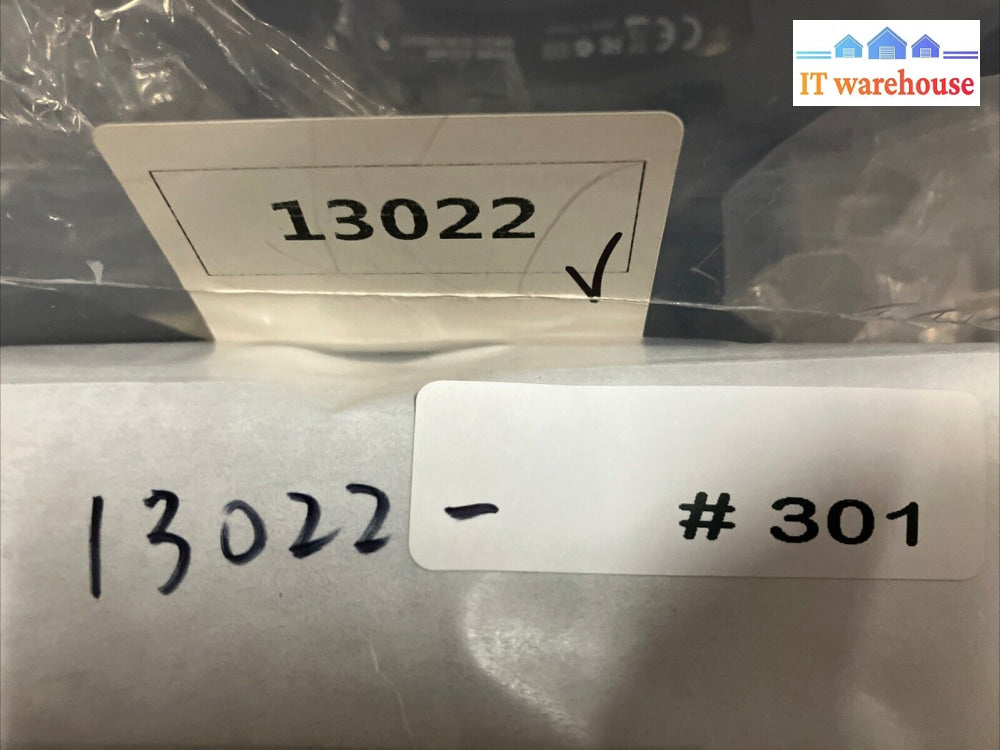 IT warehouse
13022
✓
13022 - # 301